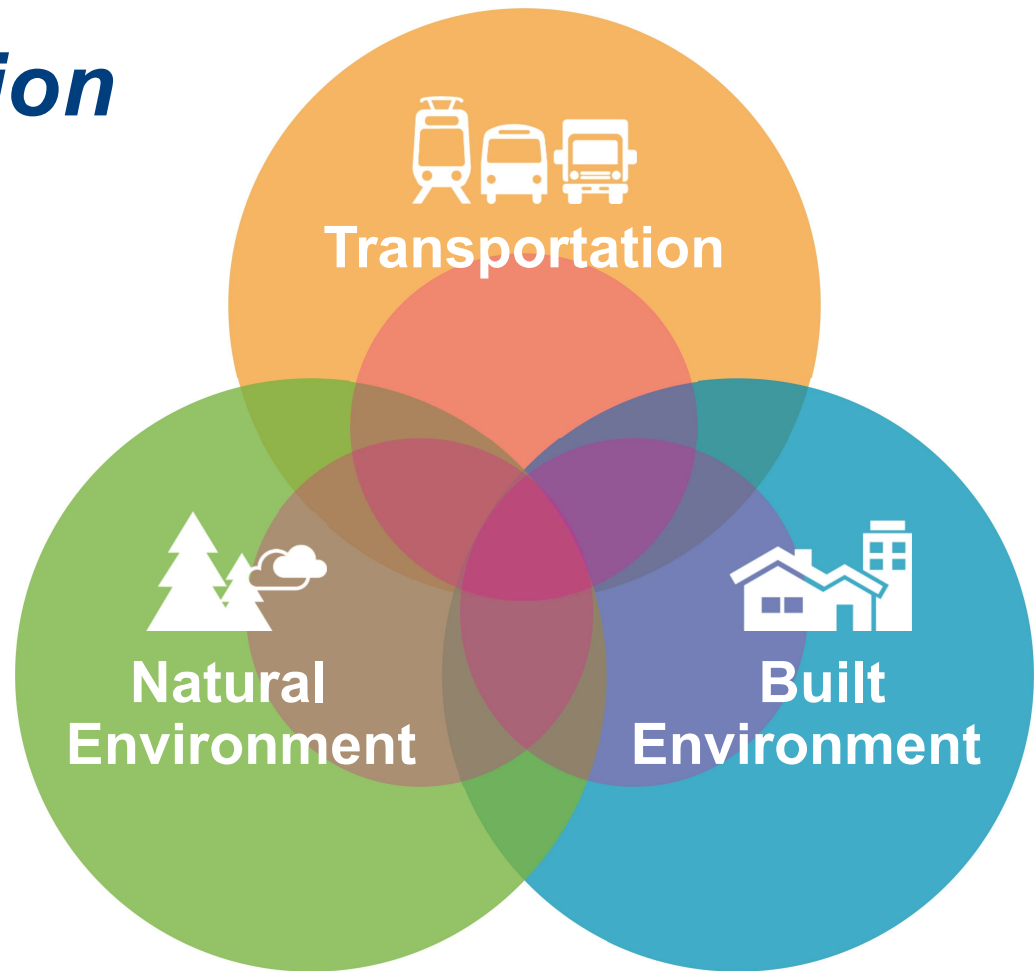 ion
Transportation
Natural
Environment
Built
Environment